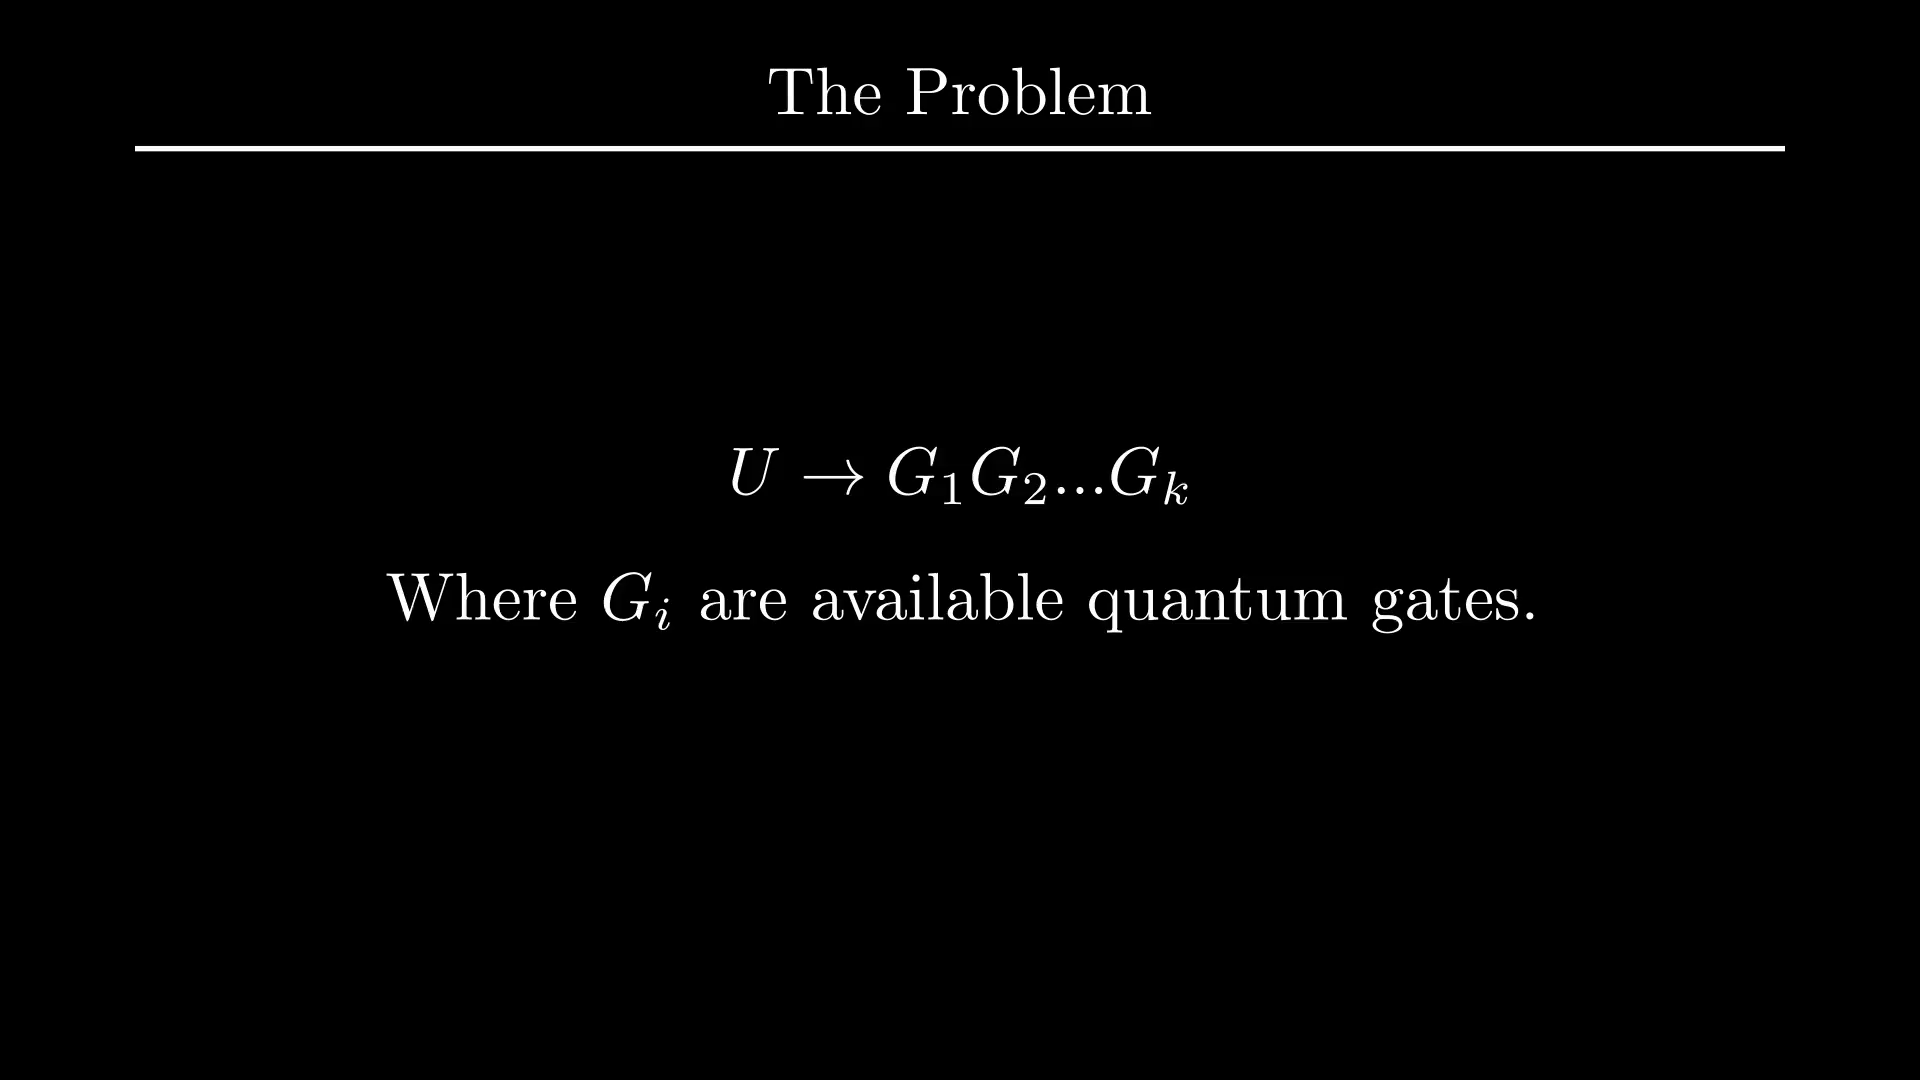 The Problem
U → G₁G₂...Gₖ
Where Gᵢ are available quantum gates.